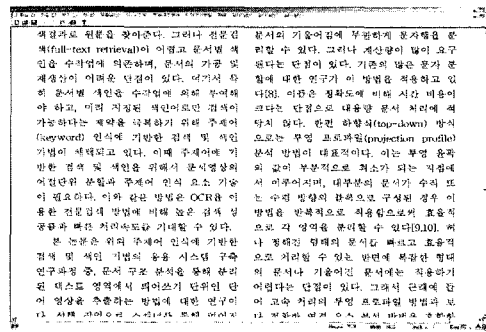 색결과로 원문을 찾아준다. 그러나 전문검
색(full-text retrieval)이 어렵고 문서별 색
인을 수작업에 의존하며, 문서의 가공 및
재생산이 어려운 단점이 있다. 더기서 특
히 문서별 색인을 수작업에 의해 부여해
야 하고, 미리 지정된 색인어로만 검색이
가능하다는 제약을 극복하기 위해 주제어
(keyword) 인식에 기반한 검색 및 색인
기법이 채택되고 있다. 이때 주제어에 기
반한 검색 및 색인을 위해서 문서영상의
어절단위 분할과 주제어 인식 요소 기술
이 필요하다. 이와 같은 방법은 OCR을 이
용한 전문검색 방법에 비해 높은 검색 성
공률과 빠른 처리속도를 기대할 수 있다.
본 논문은 위의 주제어 인식에 기반한
검색 및 색인 기법의 응용 시스템 구축
연구과정 중, 문서 구조 분석을 통해 분리
된 텍스트 영역에서 띄어쓰기 단위인 단
어 영상을 추출하는 방법에 대한 연구이
문서의 기울어짐에 무관하게 문자행을 분
리할 수 있다. 그러나 계산량이 많이 요구
된다는 단점이 있다. 기존의 많은 문자 분
할에 대한 연구가 이 방법을 적용하고 있
다[8]. 이들은 정확도에 비해 시간 비용이
크다는 단점으로 대용량 문서 처리에 적
당치 않다. 한편 하향식(top-down) 방식
으로는 투영 프로파일(projection profile)
분석 방법이 대표적이다. 이는 투영 윤곽
의 값이 부분적으로 최소가 되는 지점에
서 이루어지며, 대부분의 문서가 수직 또
는 수평 방향의 블록으로 구성된 경우 이
방법을 반복적으로 적용함으로써 효율적
으로 각 영역을 분리할 수 있다[9,10]. 허
나 정해진 형태의 문서를 빠르고 효율적
으로 처리할 수 있는 반면에 복잡한 형태
의 문서나 기울어진 문서에는 적용하기
어렵다는 단점이 있다. 그래서 근래에 들
어 고속 처리의 투영 프로파일 방법과 보